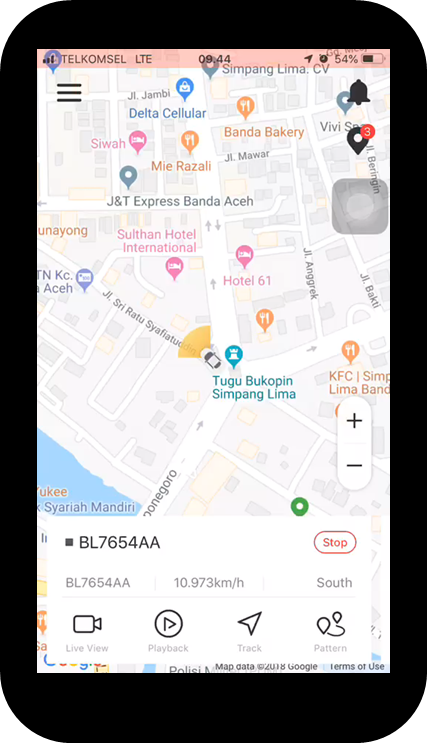 TELKOMSEL LTE
09.44
54%
Simpang Lima. CV
Jl. Jambi
Delta Cellular
Banda Bakery
Vivi
3
Siwah
Mie Razali
Jl. Mawar
Jl. Beringin
J&T Express Banda Aceh
unayong
Sulthan Hotel
International
Hotel 61
TN Kc.
a Aceh
Jl. Anggrek
Jl. Bakti
Jl. Sri Ratu Syafiatuddin
Tugu Bukopin
Simpang Lima
KFC | Simp
Lima Band
+
−
Yukee
k Syariah Mandiri
ponegoro
BL7654AA
Stop
BL7654AA
10.973km/h
South
Live View
Playback
Track
Pattern
Google
Polisi
Map data ©2018 Google
Terms of Use